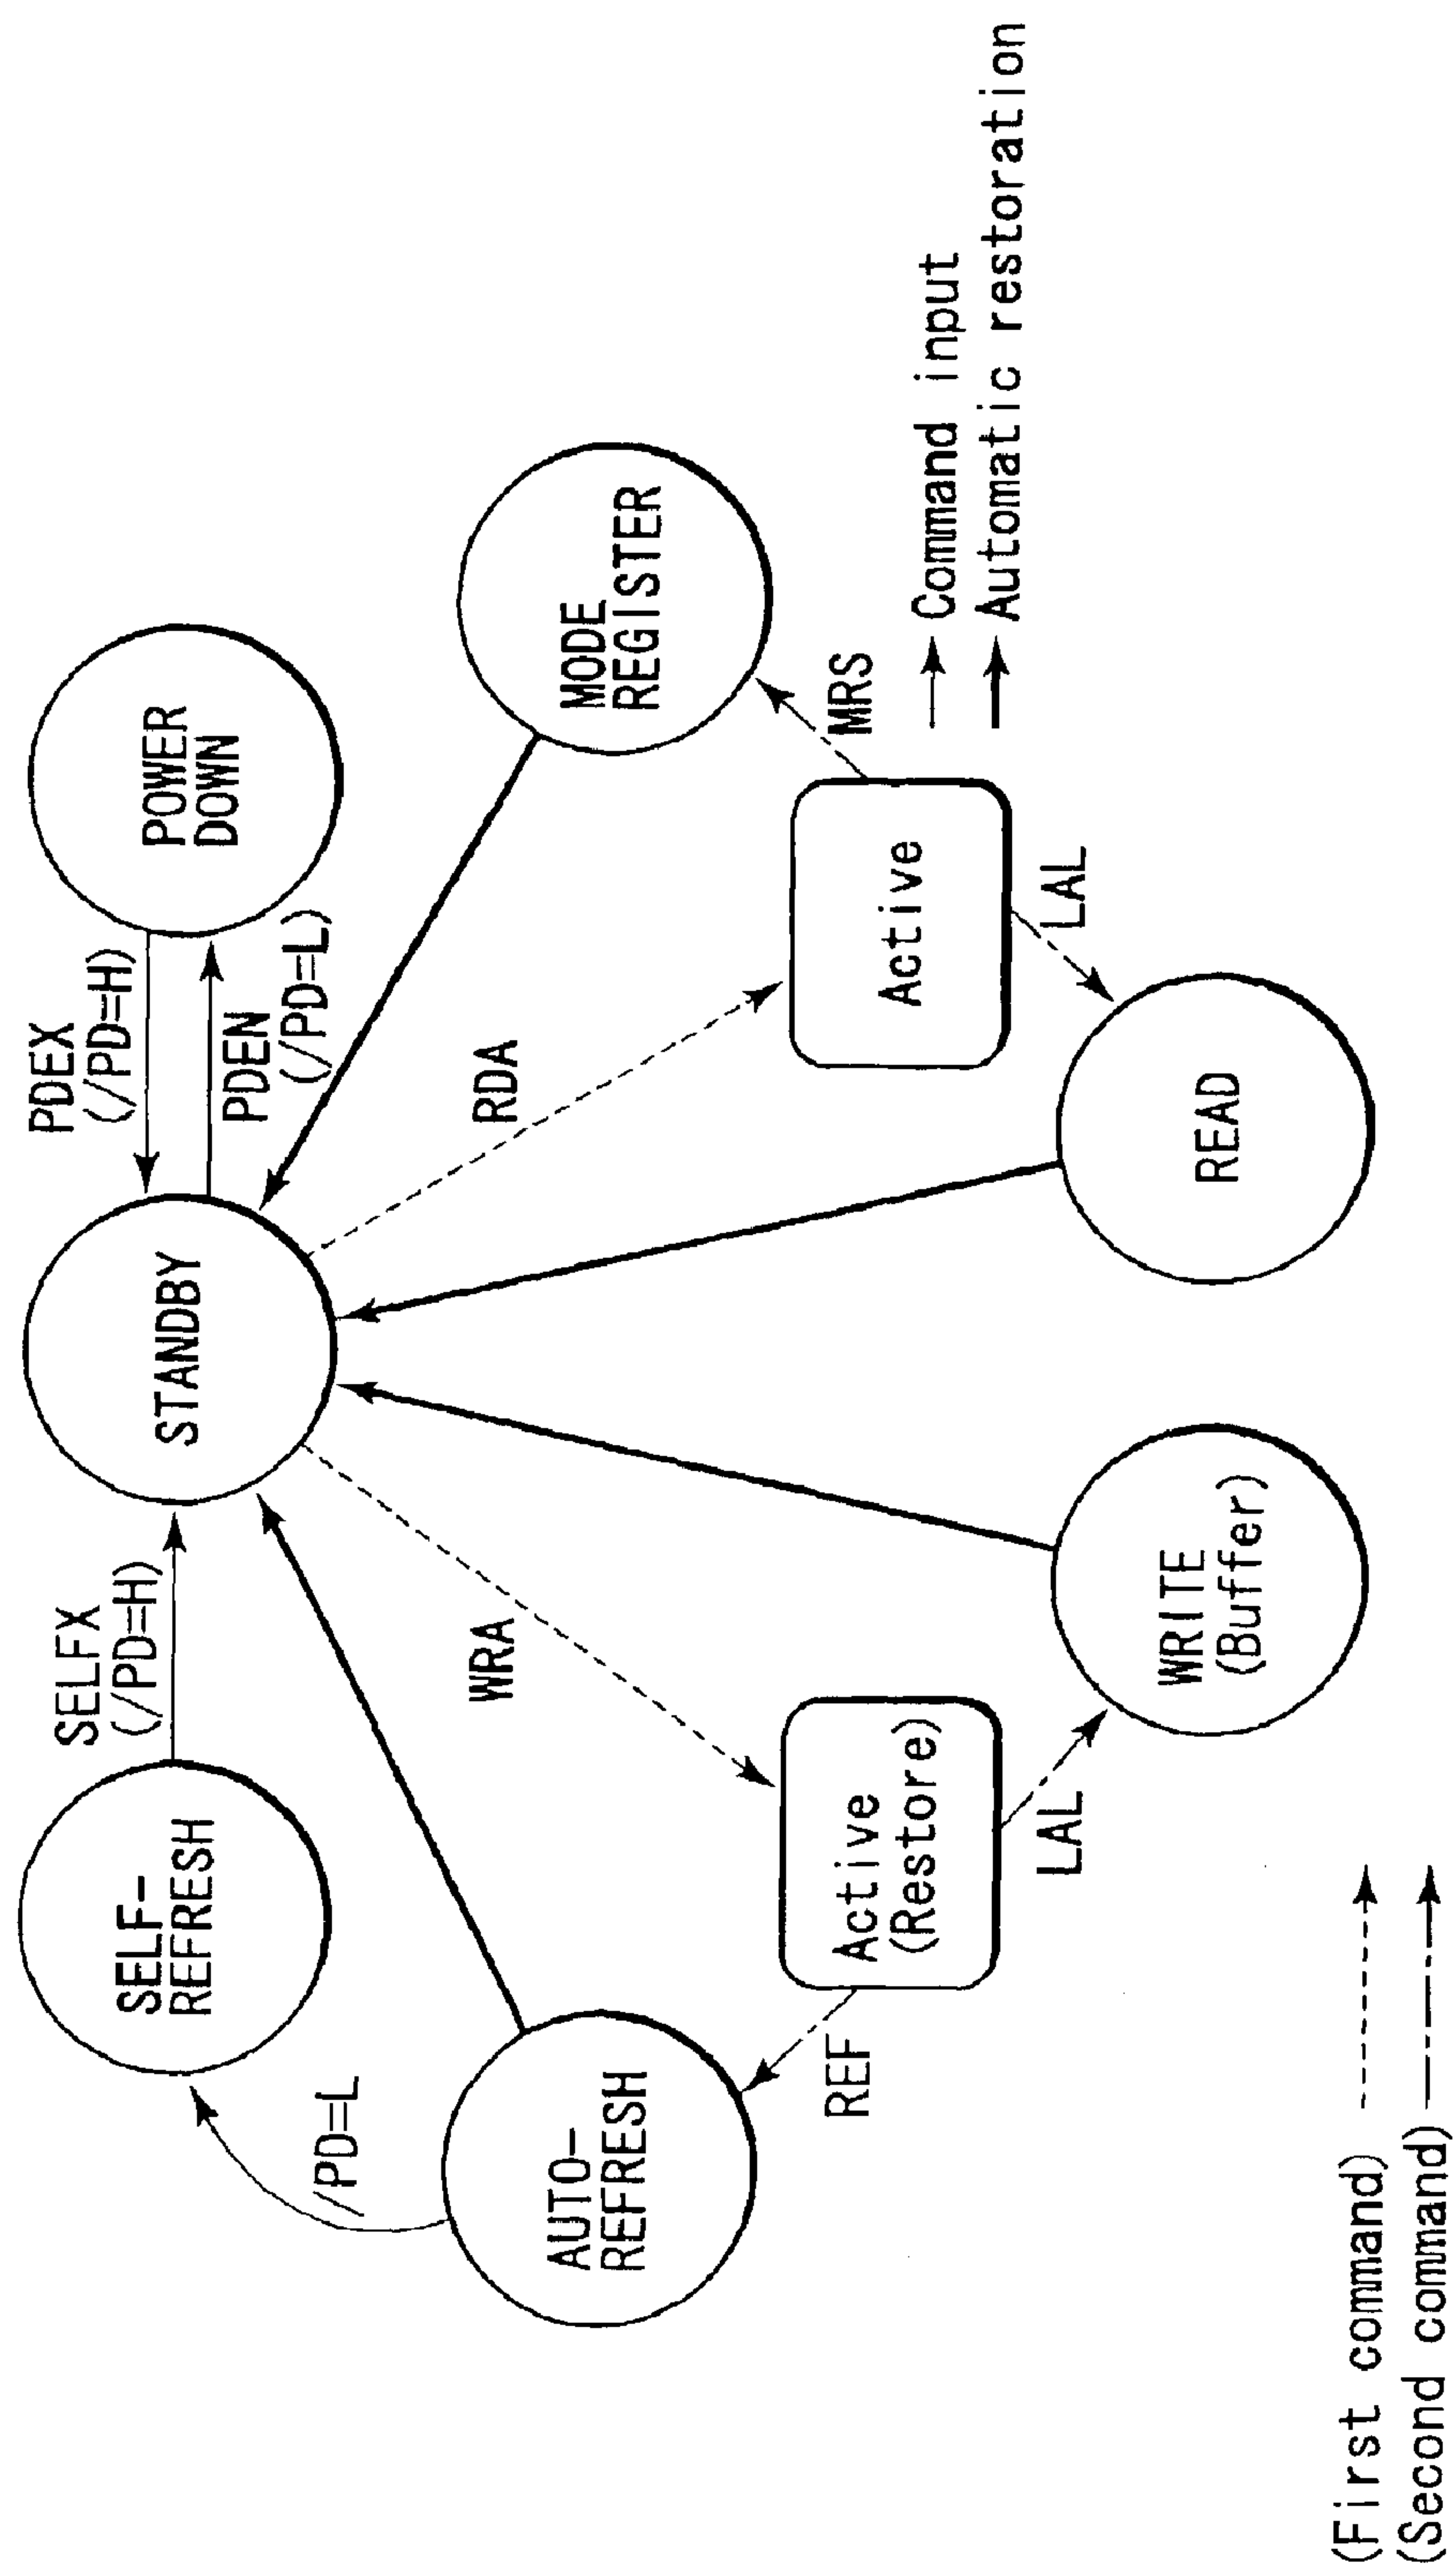 SELF-
REFRESH
SELFX
(/PD=H)
STANDBY
PDEX
(/PD=H)
PDEN
(/PD=L)
POWER
DOWN
/PD=L
AUTO-
REFRESH
WRA
RDA
MODE
REGISTER
REF
Active
(Restore)
LAL
Active
MRS
LAL
WRITE
(Buffer)
READ
Command input
Automatic restoration
(First command)
(Second command)